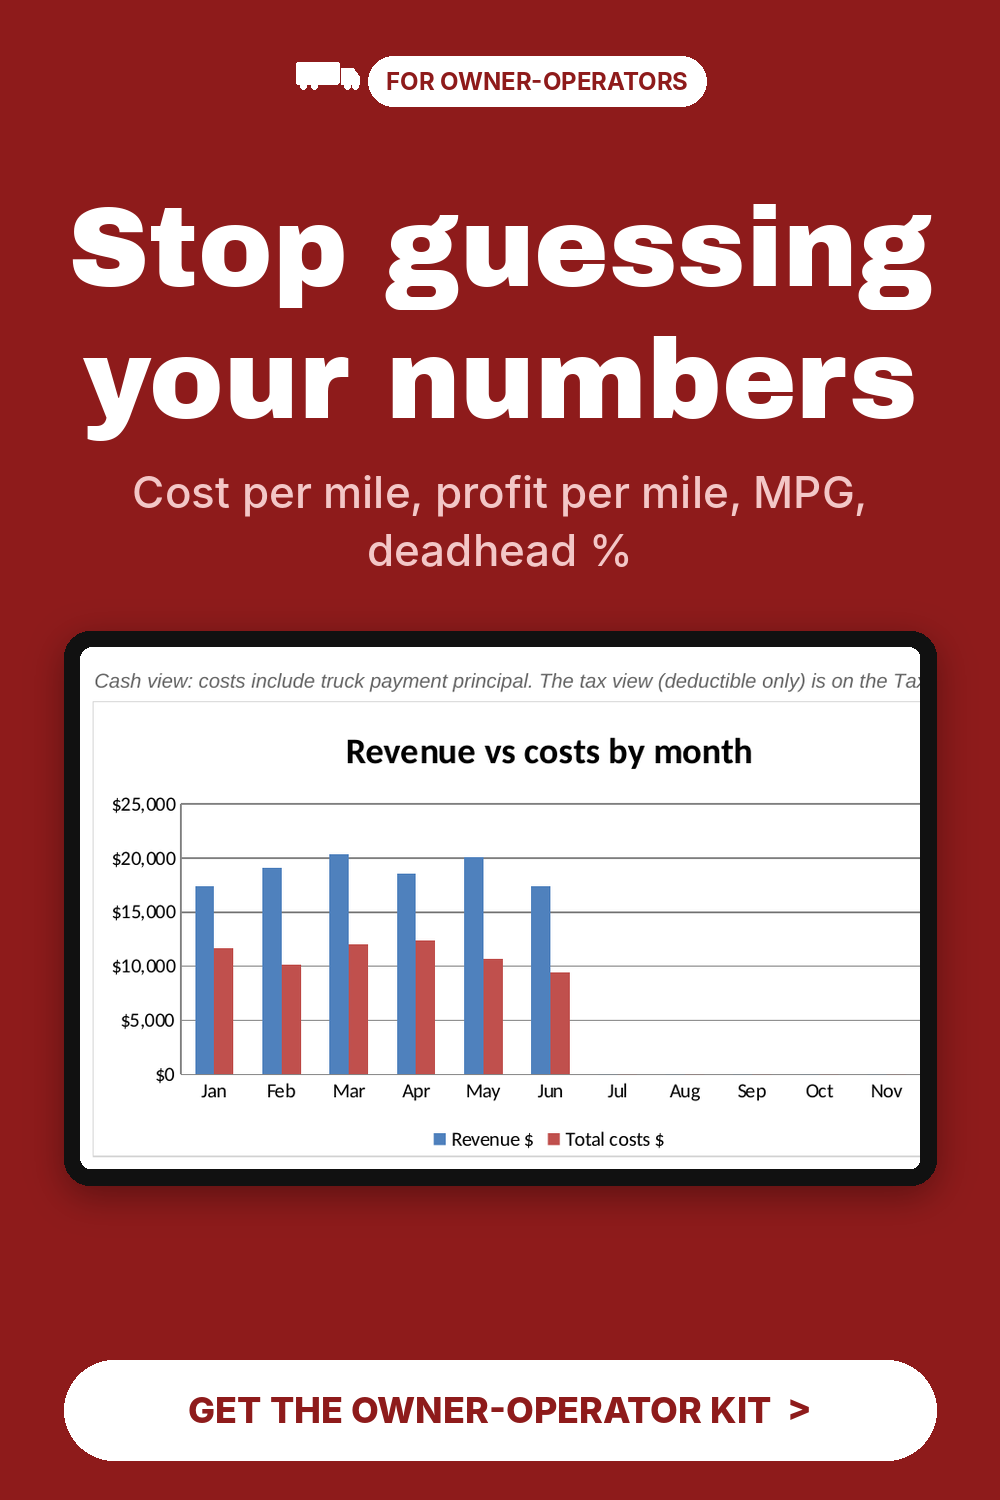 FOR OWNER-OPERATORS
Stop guessing
your numbers
Cost per mile, profit per mile, MPG,
deadhead %
Cash view: costs include truck payment principal. The tax view (deductible only) is on the Tax
Revenue vs costs by month
$25,000
$20,000
$15,000
$10,000
$5,000
$0
Jan Feb Mar Apr May Jun Jul Aug Sep Oct Nov
Revenue $ Total costs $
GET THE OWNER-OPERATOR KIT >